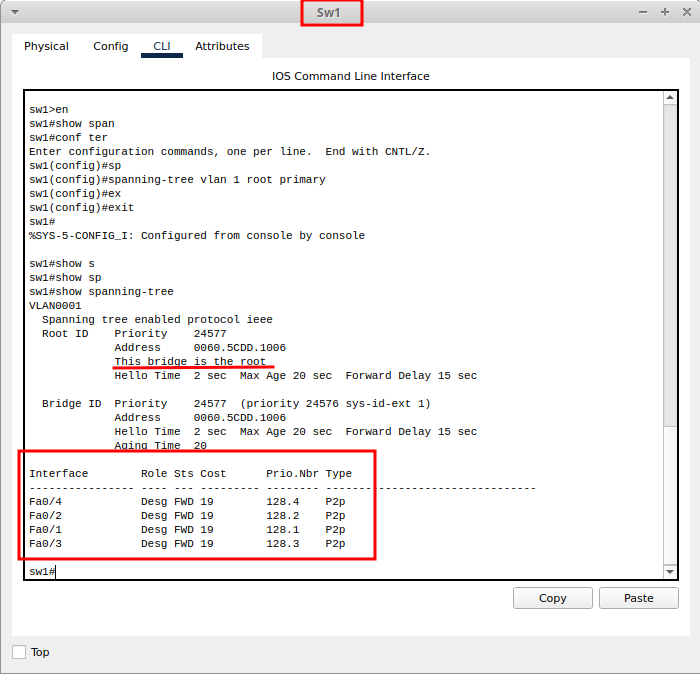 Sw1
Physical Config CLI Attributes
IOS Command Line Interface
sw1>en
sw1#show span
sw1#conf ter
Enter configuration commands, one per line.  End with CNTL/Z.
sw1(config)#sp
sw1(config)#spanning-tree vlan 1 root primary
sw1(config)#ex
sw1(config)#exit
sw1#
%SYS-5-CONFIG_I: Configured from console by console
sw1#show s
sw1#show sp
sw1#show spanning-tree
VLAN0001
  Spanning tree enabled protocol ieee
  Root ID    Priority    24577
             Address     0060.5CDD.1006
             This bridge is the root
             Hello Time  2 sec  Max Age 20 sec  Forward Delay 15 sec
  Bridge ID  Priority    24577  (priority 24576 sys-id-ext 1)
             Address     0060.5CDD.1006
             Hello Time  2 sec  Max Age 20 sec  Forward Delay 15 sec
             Aging Time  20
Interface        Role Sts Cost      Prio.Nbr Type
---------------- ---- --- --------- -------- --------------------------------
Fa0/4            Desg FWD 19        128.4    P2p
Fa0/2            Desg FWD 19        128.2    P2p
Fa0/1            Desg FWD 19        128.1    P2p
Fa0/3            Desg FWD 19        128.3    P2p
sw1#
Copy Paste
Top